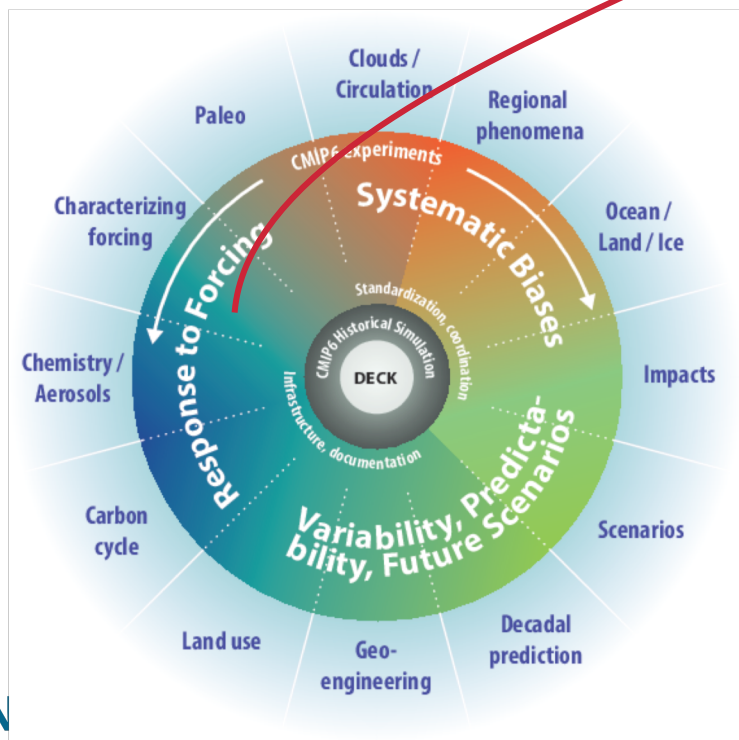 Clouds /
Circulation
Regional
phenomena
Ocean /
Land / Ice
Impacts
Scenarios
Decadal
prediction
Geo-
engineering
Land use
Carbon
cycle
Chemistry /
Aerosols
Characterizing
forcing
Paleo
CMIP6 experiments
Systematic Biases
Variability, Predicta-
bility, Future Scenarios
Response to Forcing
Standardization, coordination
Infrastructure, documentation
CMIP6 Historical Simulation
DECK